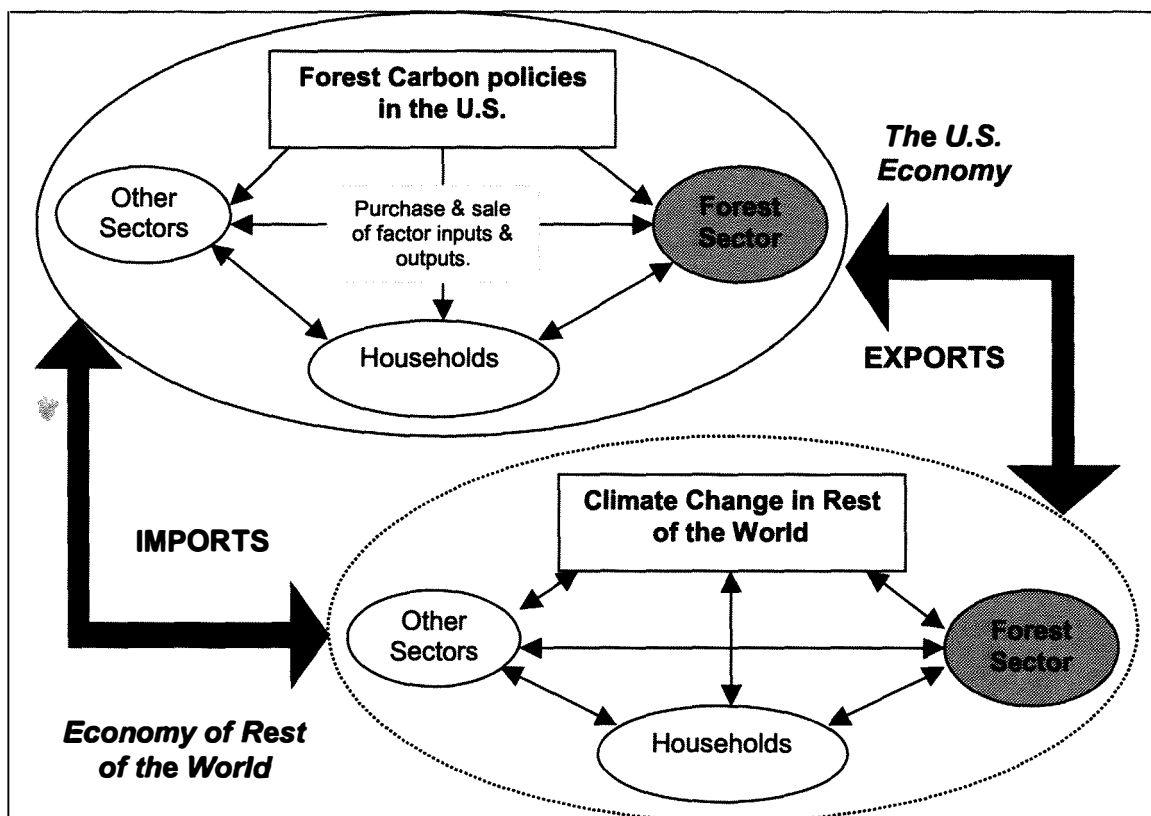 Forest Carbon policies
in the U.S.
The U.S.
Economy
Other
Sectors
Purchase & sale
of factor inputs &
outputs.
Forest
Sector
Households
EXPORTS
Climate Change in Rest
of the World
IMPORTS
Other
Sectors
Forest
Sector
Households
Economy of Rest
of the World